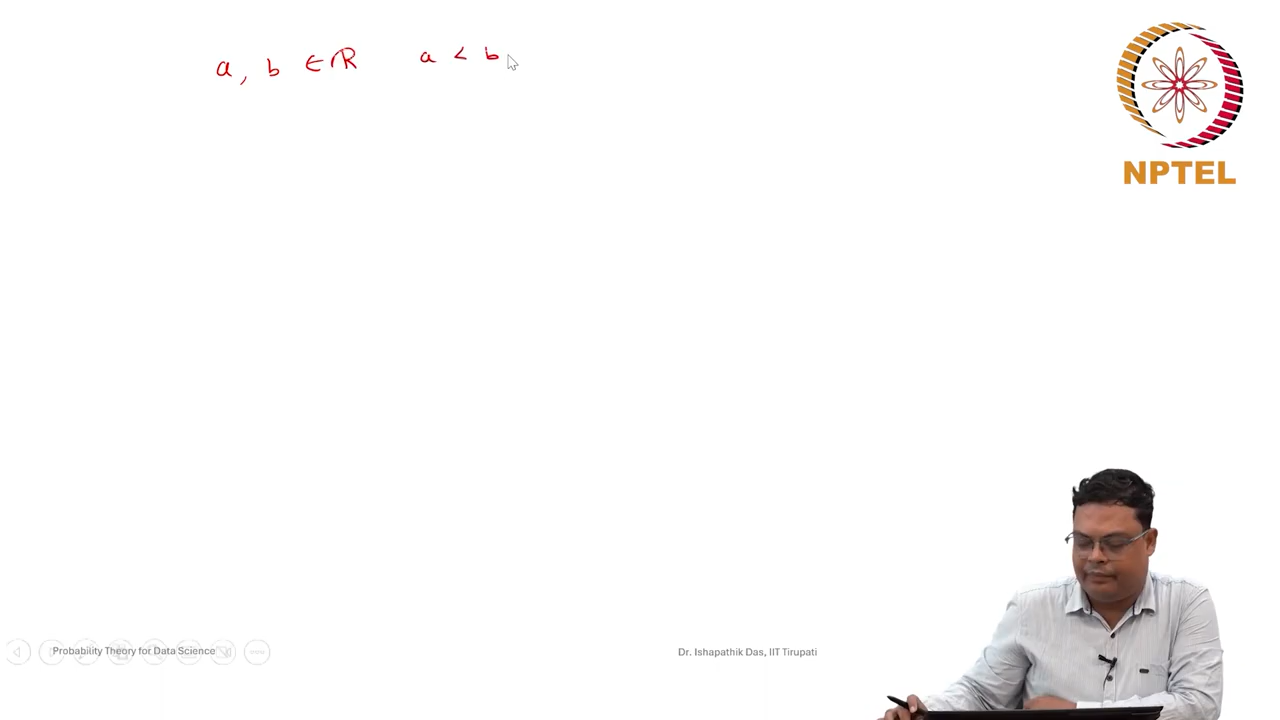 a, b ∈ ℝ a < b
NPTEL
Probability Theory for Data Science
Dr. Ishapathik Das, IIT Tirupati